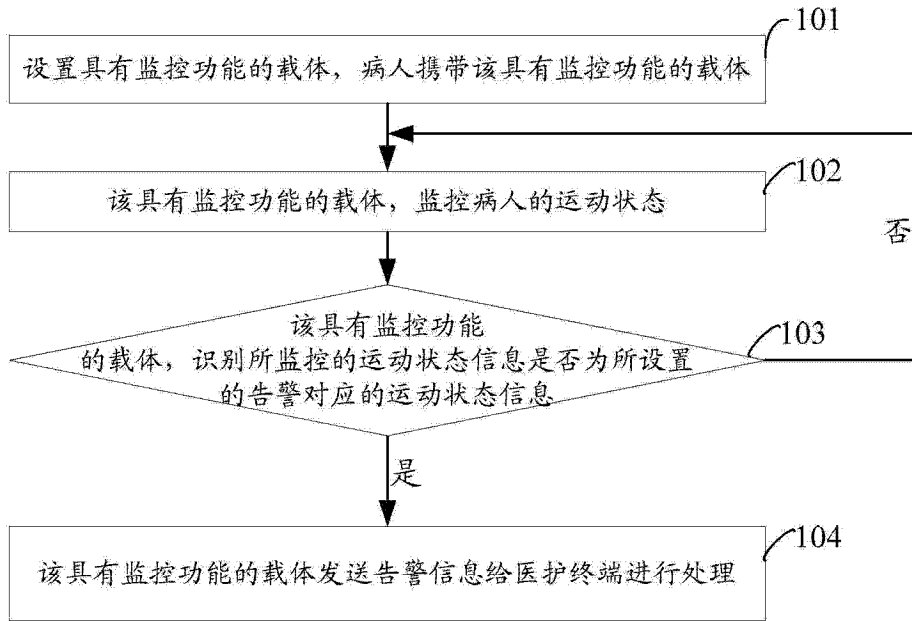 101
设置具有监控功能的载体，病人携带该具有监控功能的载体
102
该具有监控功能的载体，监控病人的运动状态
否
该具有监控功能
103
的载体，识别所监控的运动状态信息是否为所设置
的告警对应的运动状态信息
是
104
该具有监控功能的载体发送告警信息给医护终端进行处理